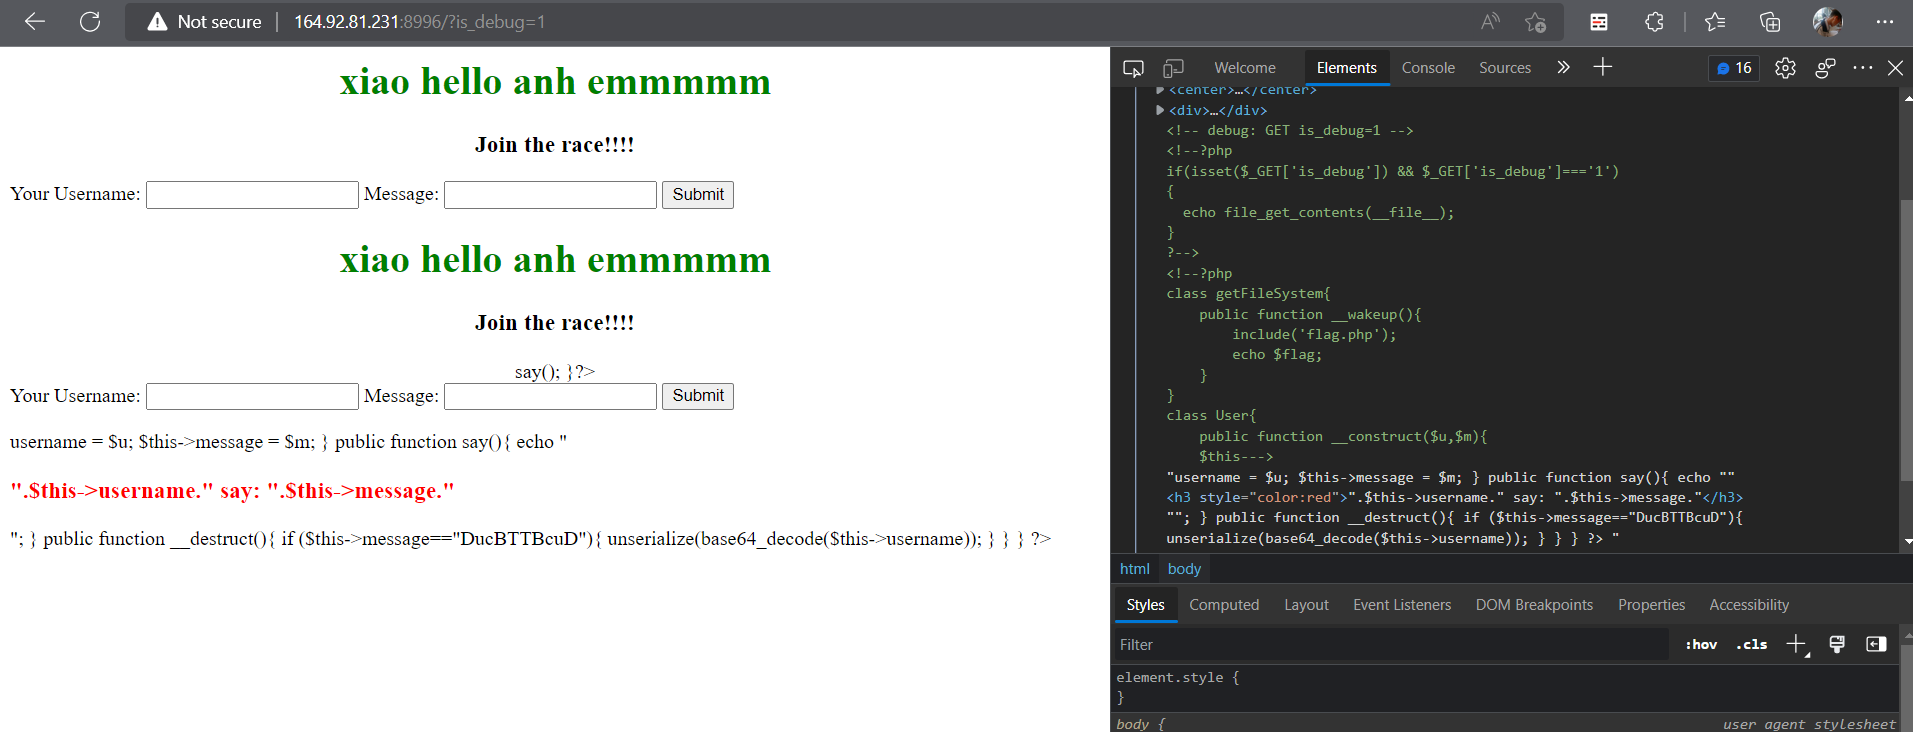 Not secure | 164.92.81.231:8996/?is_debug=1
xiao hello anh emmmmm
Join the race!!!!
Your Username: Message: Submit
xiao hello anh emmmmm
Join the race!!!!
say(); }?>
Your Username: Message: Submit
username = $u; $this->message = $m; } public function say(){ echo "
".$this->username." say: ".$this->message."
"; } public function __destruct(){ if ($this->message=="DucBTTBcuD"){ unserialize(base64_decode($this->username)); } } } ?>
Welcome Elements Console Sources 16
<center>…</center>
<div>…</div>
<!-- debug: GET is_debug=1 -->
<!--?php
if(isset($_GET['is_debug']) && $_GET['is_debug']==='1')
{
echo file_get_contents(__file__);
}
?-->
<!--?php
class getFileSystem{
public function __wakeup(){
include('flag.php');
echo $flag;
}
}
class User{
public function __construct($u,$m){
$this--->
"username = $u; $this->message = $m; } public function say(){ echo ""
<h3 style="color:red">".$this->username." say: ".$this->message."</h3>
""; } public function __destruct(){ if ($this->message=="DucBTTBcuD"){
unserialize(base64_decode($this->username)); } } } ?> "
html body
Styles Computed Layout Event Listeners DOM Breakpoints Properties Accessibility
Filter :hov .cls
element.style {
}
body { user agent stylesheet